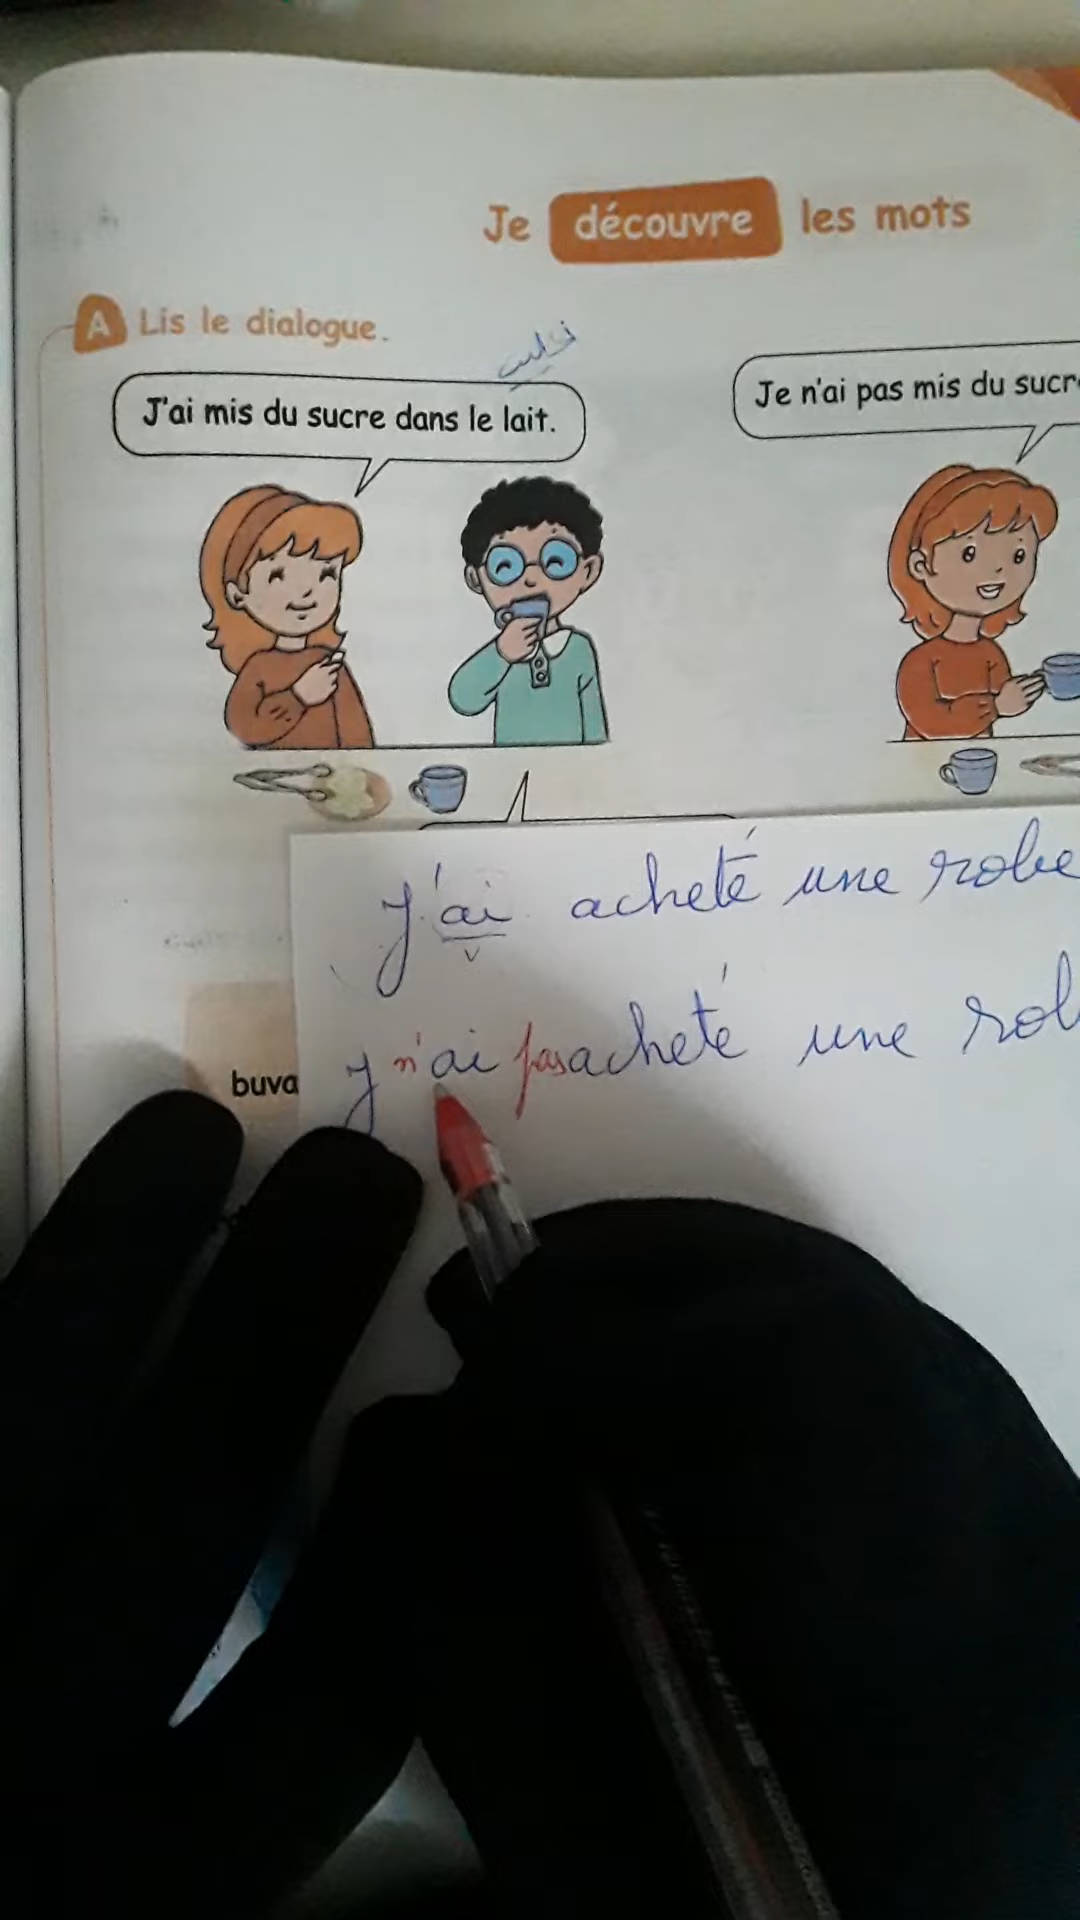 Je découvre les mots
A Lis le dialogue.
حليب
J'ai mis du sucre dans le lait.
Je n'ai pas mis du sucr
j'ai acheté une robe
j n'ai pas acheté une rob
buva